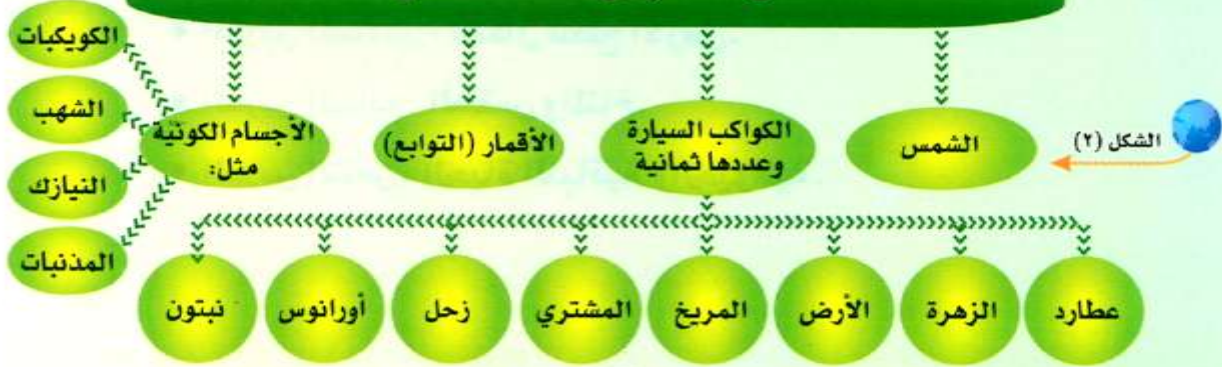 الشكل (٢)
الشمس
الكواكب السيارة
وعددها ثمانية
الأقمار (التوابع)
الأجسام الكونية
مثل:
الكويكبات
الشهب
النيازك
المذنبات
عطارد
الزهرة
الأرض
المريخ
المشتري
زحل
أورانوس
نبتون